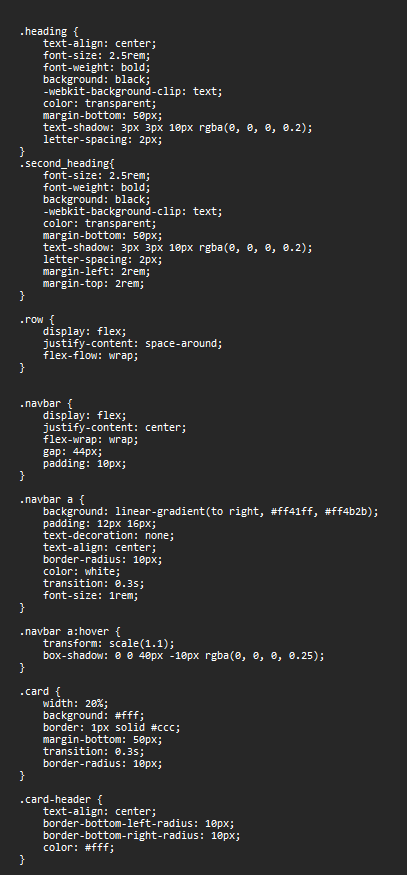 .heading {
    text-align: center;
    font-size: 2.5rem;
    font-weight: bold;
    background: black;
    -webkit-background-clip: text;
    color: transparent;
    margin-bottom: 50px;
    text-shadow: 3px 3px 10px rgba(0, 0, 0, 0.2);
    letter-spacing: 2px;
}
.second_heading{
    font-size: 2.5rem;
    font-weight: bold;
    background: black;
    -webkit-background-clip: text;
    color: transparent;
    margin-bottom: 50px;
    text-shadow: 3px 3px 10px rgba(0, 0, 0, 0.2);
    letter-spacing: 2px;
    margin-left: 2rem;
    margin-top: 2rem;
}

.row {
    display: flex;
    justify-content: space-around;
    flex-flow: wrap;
}

.navbar {
    display: flex;
    justify-content: center;
    flex-wrap: wrap;
    gap: 44px;
    padding: 10px;
}

.navbar a {
    background: linear-gradient(to right, #ff41ff, #ff4b2b);
    padding: 12px 16px;
    text-decoration: none;
    text-align: center;
    border-radius: 10px;
    color: white;
    transition: 0.3s;
    font-size: 1rem;
}

.navbar a:hover {
    transform: scale(1.1);
    box-shadow: 0 0 40px -10px rgba(0, 0, 0, 0.25);
}

.card {
    width: 20%;
    background: #fff;
    border: 1px solid #ccc;
    margin-bottom: 50px;
    transition: 0.3s;
    border-radius: 10px;
}

.card-header {
    text-align: center;
    border-bottom-left-radius: 10px;
    border-bottom-right-radius: 10px;
    color: #fff;
}